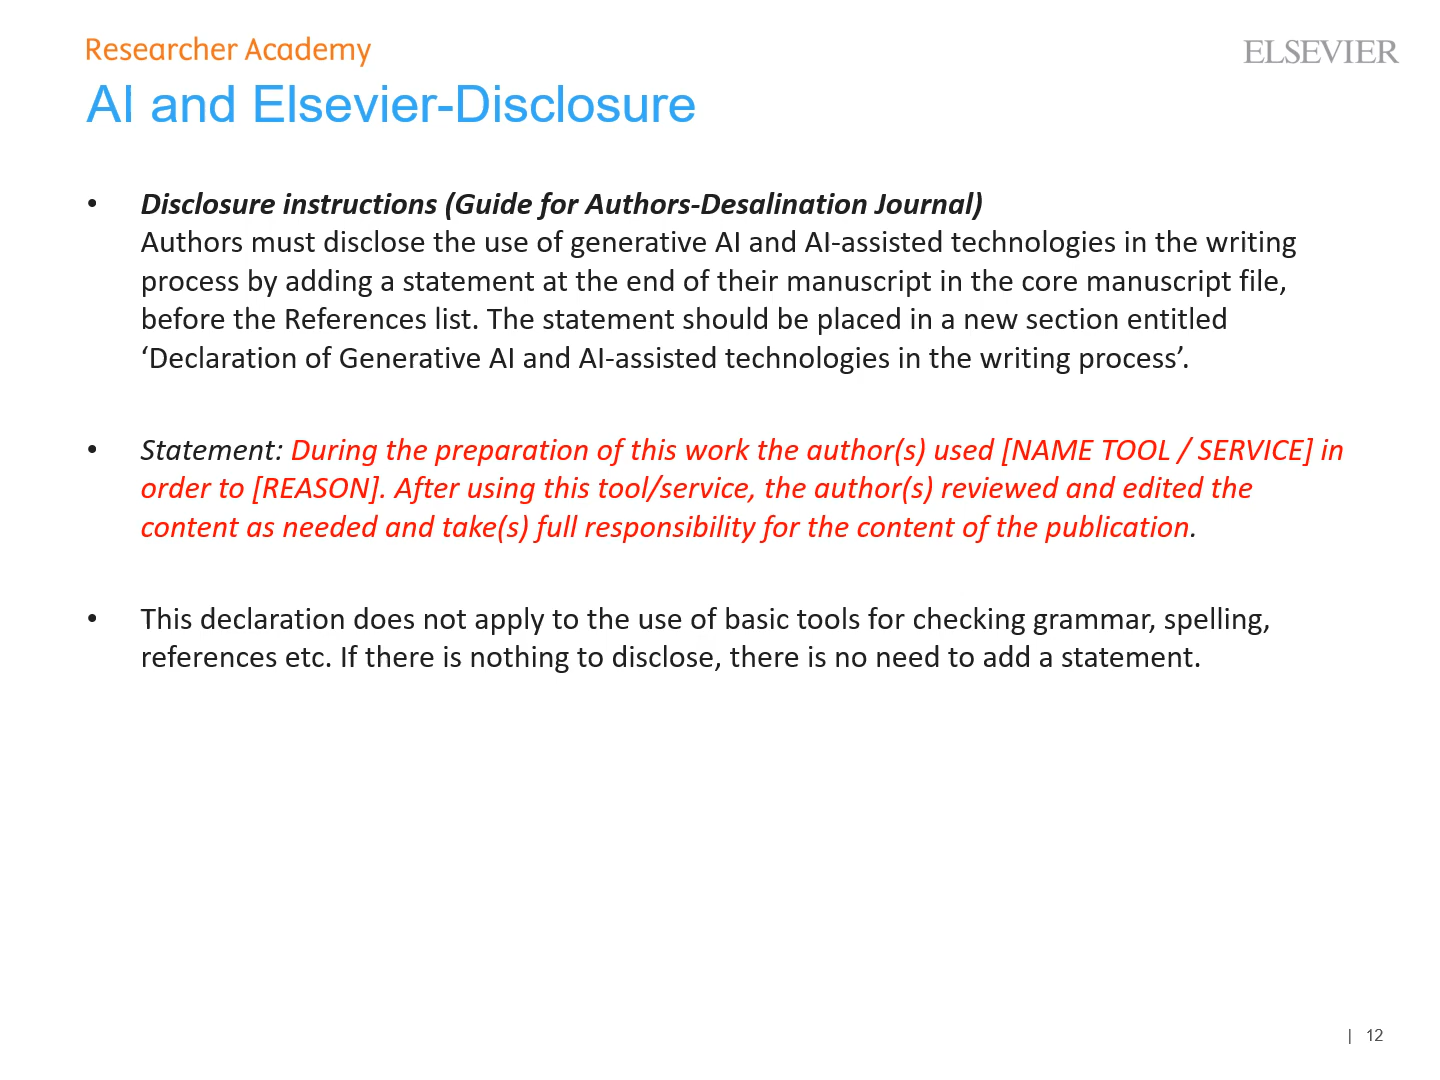 Researcher Academy
ELSEVIER
AI and Elsevier-Disclosure
• Disclosure instructions (Guide for Authors-Desalination Journal)
Authors must disclose the use of generative AI and AI-assisted technologies in the writing
process by adding a statement at the end of their manuscript in the core manuscript file,
before the References list. The statement should be placed in a new section entitled
‘Declaration of Generative AI and AI-assisted technologies in the writing process’.
• Statement: During the preparation of this work the author(s) used [NAME TOOL / SERVICE] in
order to [REASON]. After using this tool/service, the author(s) reviewed and edited the
content as needed and take(s) full responsibility for the content of the publication.
• This declaration does not apply to the use of basic tools for checking grammar, spelling,
references etc. If there is nothing to disclose, there is no need to add a statement.
| 12